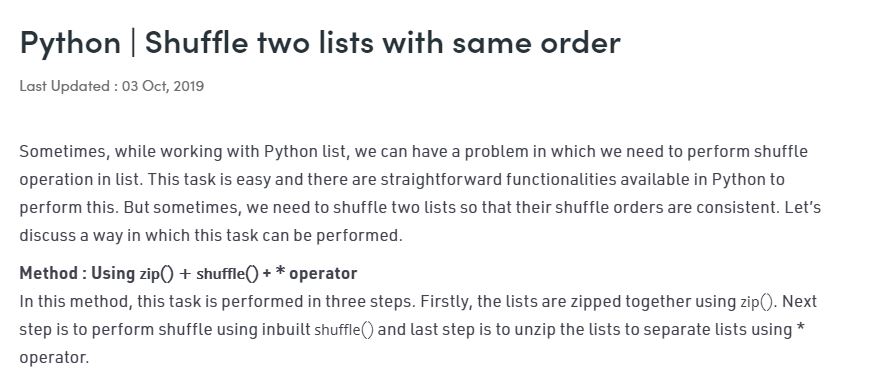 Python | Shuffle two lists with same order
Last Updated : 03 Oct, 2019
Sometimes, while working with Python list, we can have a problem in which we need to perform shuffle
operation in list. This task is easy and there are straightforward functionalities available in Python to
perform this. But sometimes, we need to shuffle two lists so that their shuffle orders are consistent. Let’s
discuss a way in which this task can be performed.
Method : Using zip() + shuffle() + * operator
In this method, this task is performed in three steps. Firstly, the lists are zipped together using zip(). Next
step is to perform shuffle using inbuilt shuffle() and last step is to unzip the lists to separate lists using *
operator.